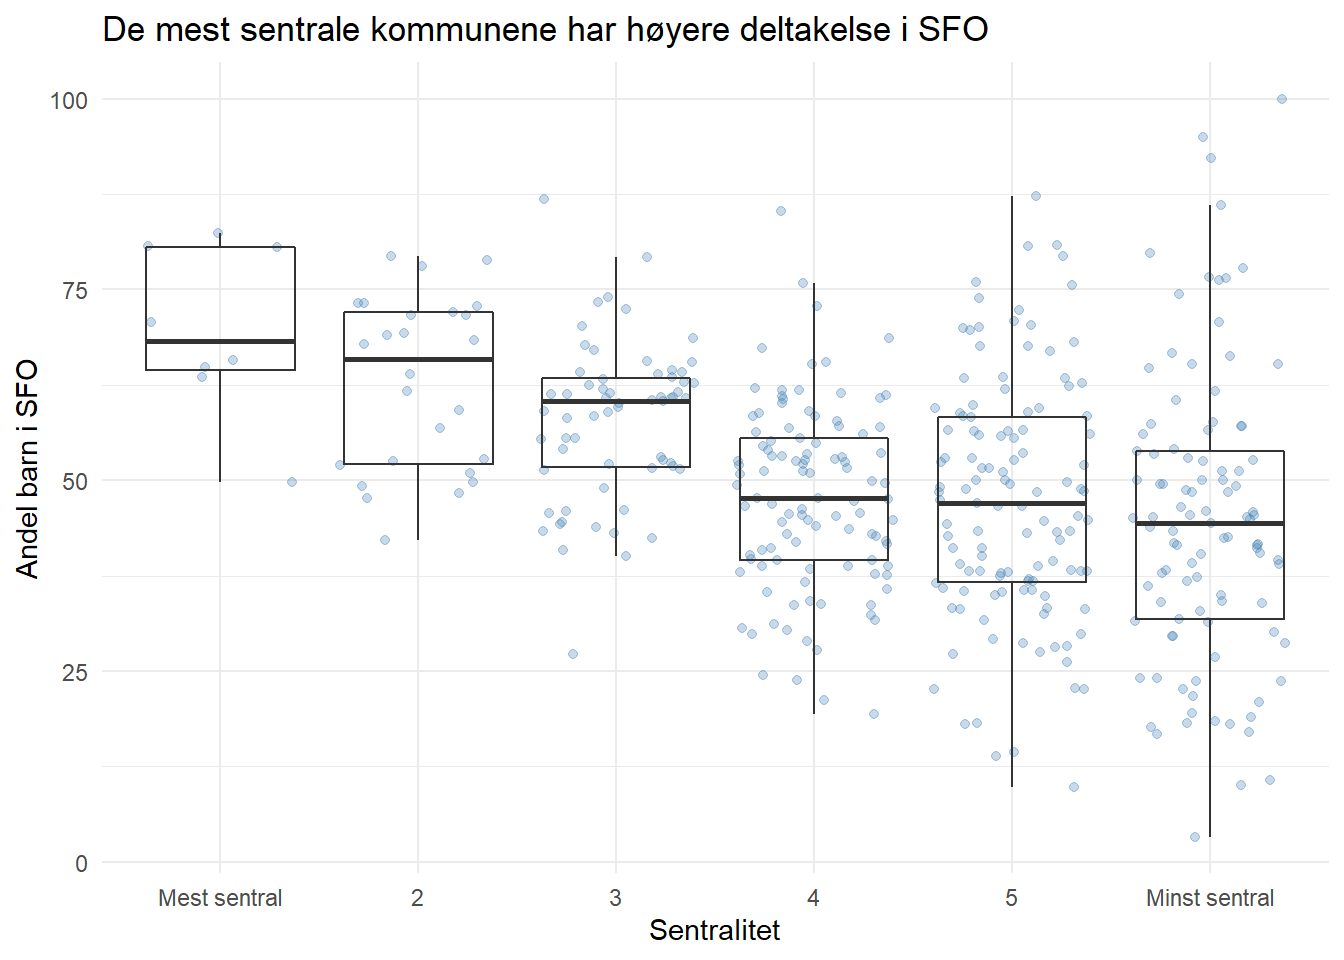 De mest sentrale kommunene har høyere deltakelse i SFO
Andel barn i SFO
100
75
50
25
0
Mest sentral 2 3 4 5 Minst sentral
Sentralitet